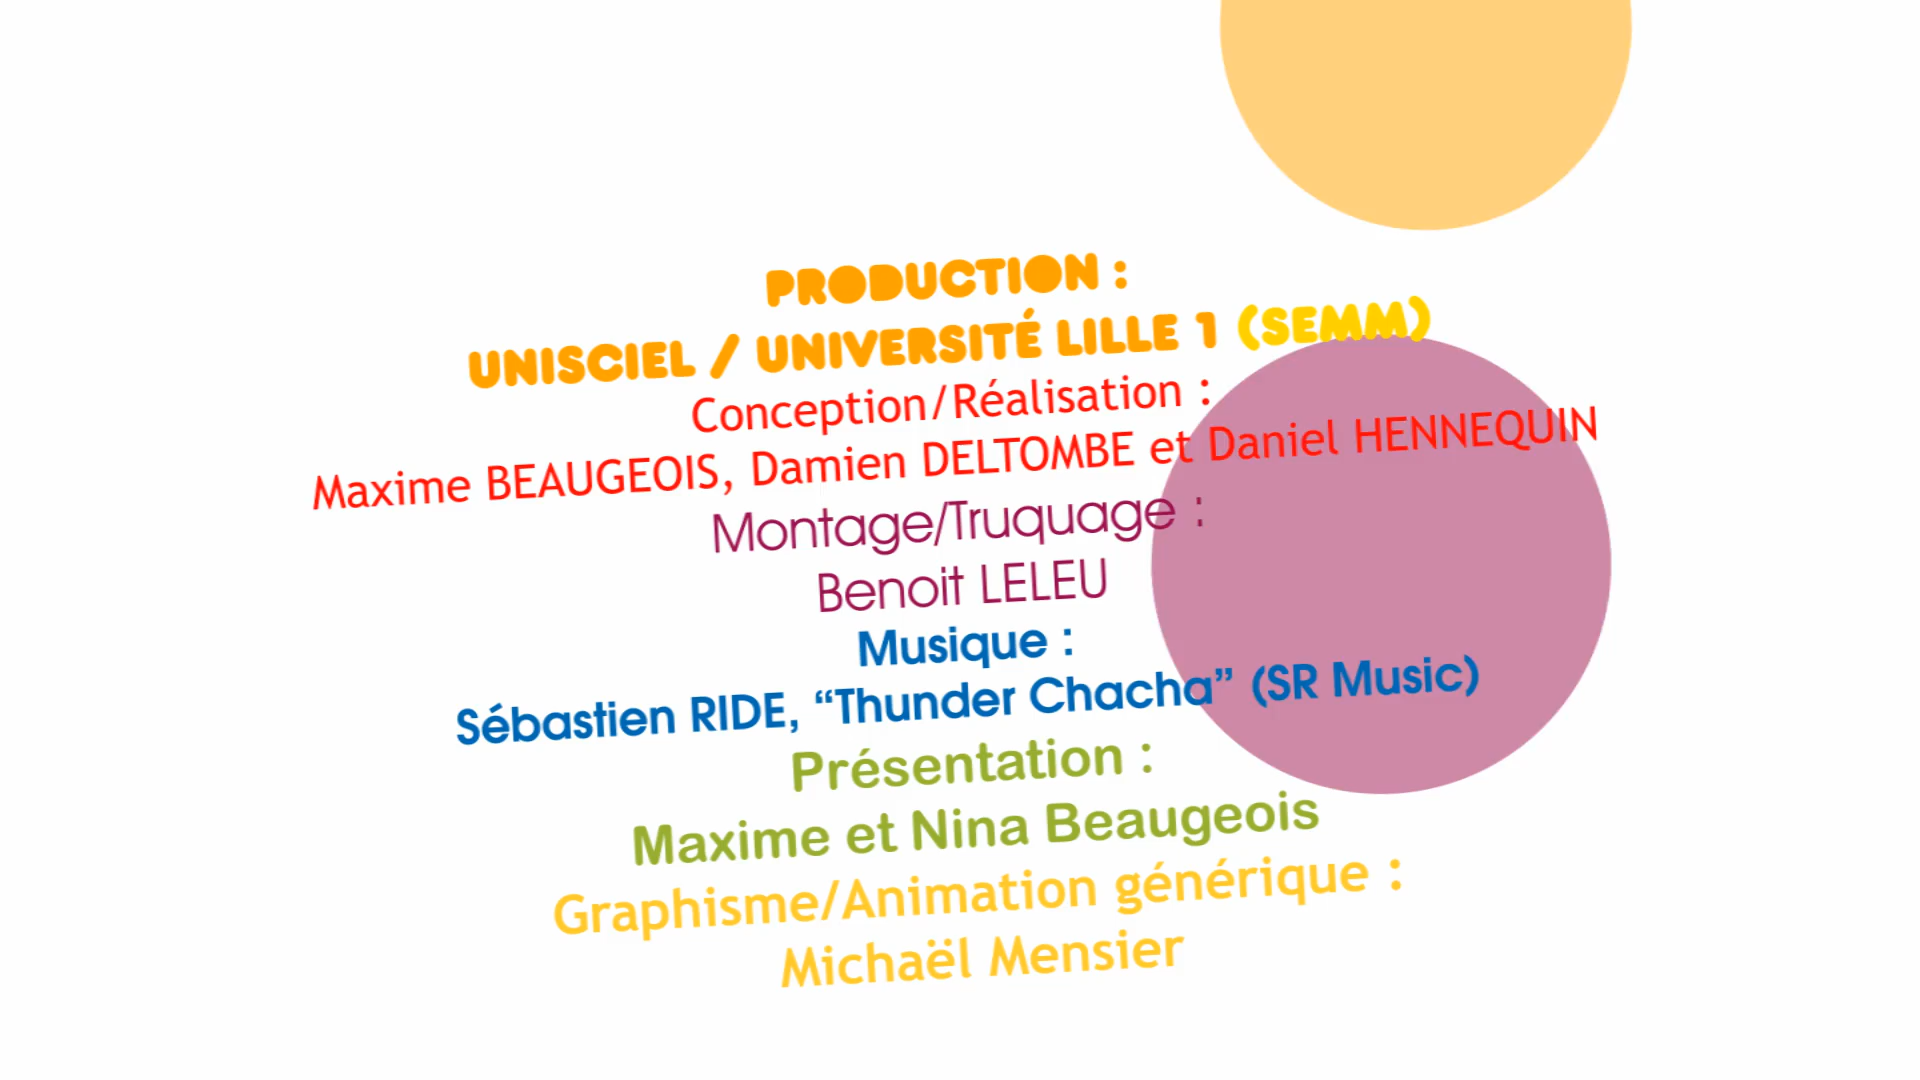 PRODUCTION :
UNISCIEL / UNIVERSITÉ LILLE 1 (SEMM)
Conception/Réalisation :
Maxime BEAUGEOIS, Damien DELTOMBE et Daniel HENNEQUIN
Montage/Truquage :
Benoit LELEU
Musique :
Sébastien RIDE, “Thunder Chacha” (SR Music)
Présentation :
Maxime et Nina Beaugeois
Graphisme/Animation générique :
Michaël Mensier